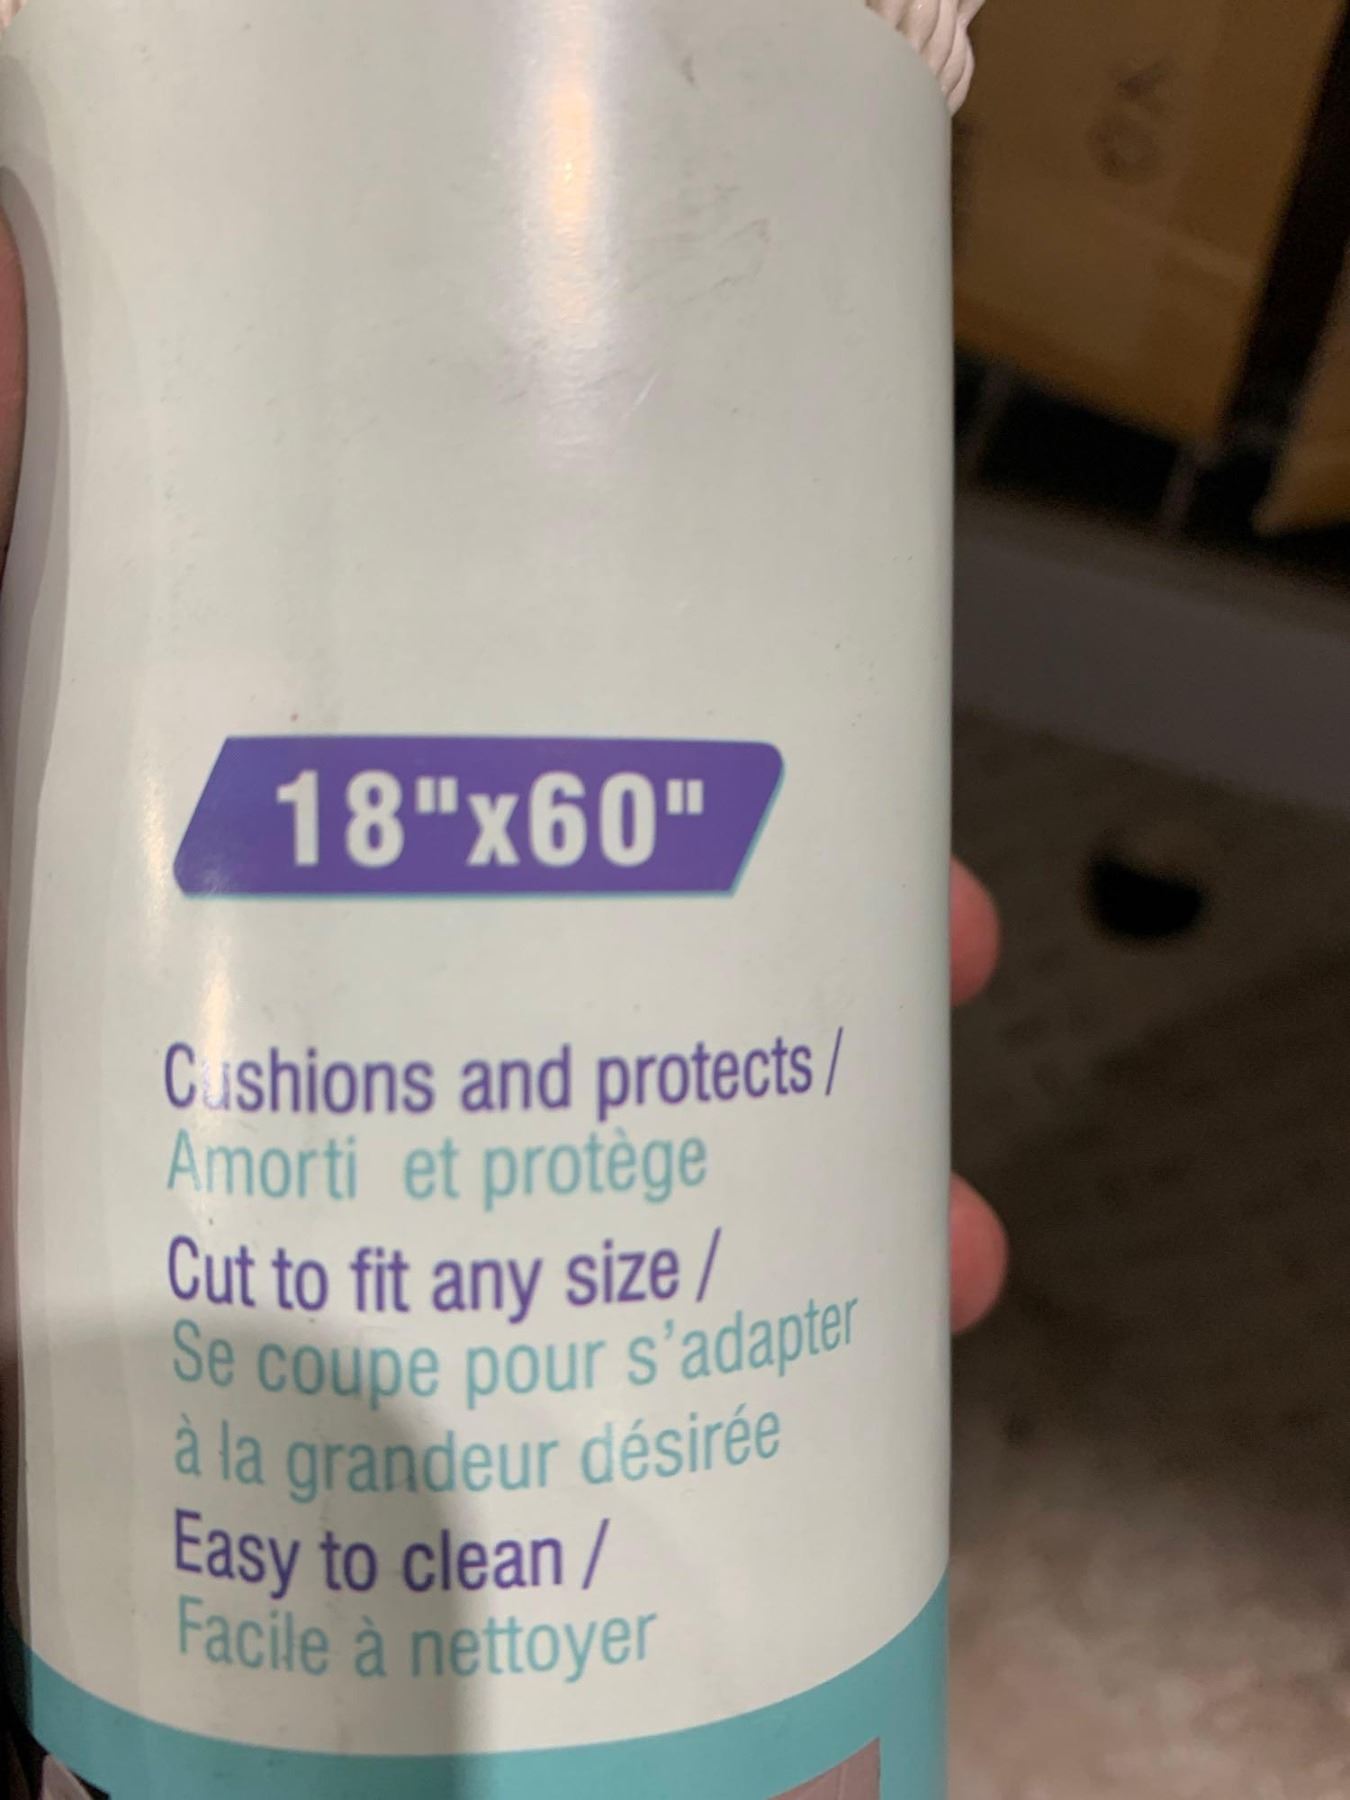 18"x60"
Cushions and protects /
Amorti et protège
Cut to fit any size /
Se coupe pour s'adapter
à la grandeur désirée
Easy to clean /
Facile à nettoyer